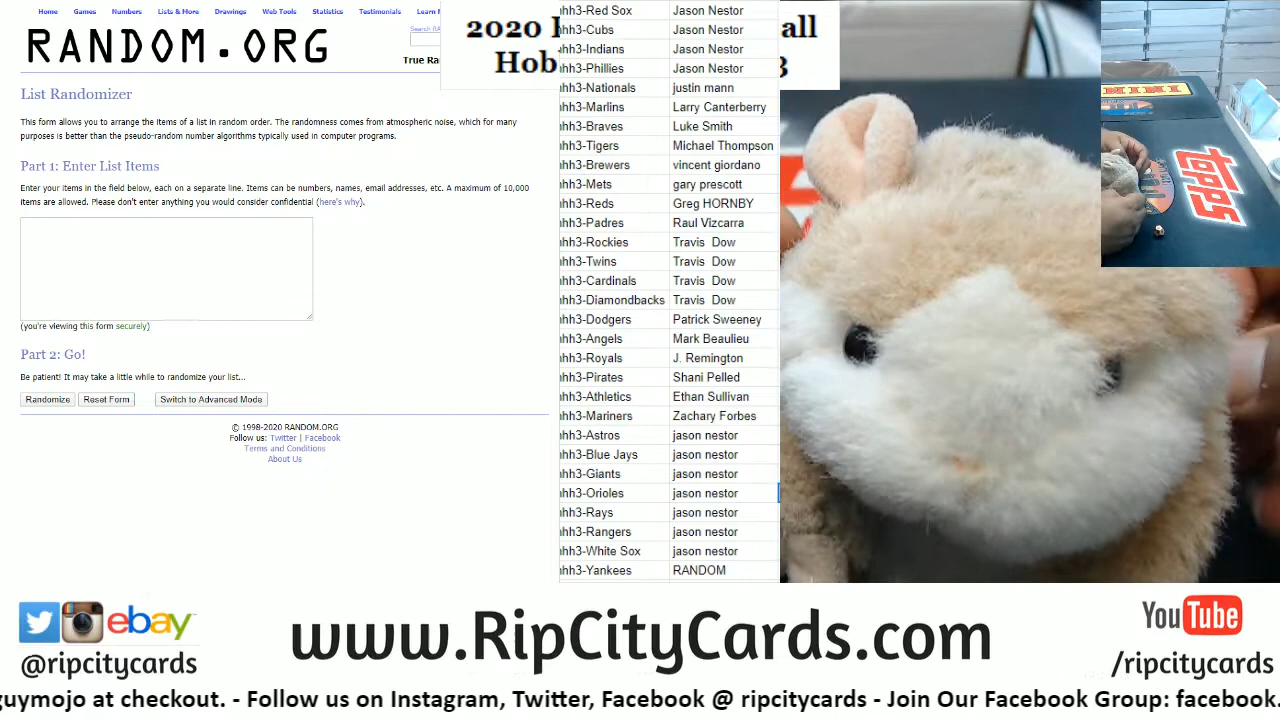 Home Games Numbers Lists & More Drawings Web Tools Statistics Testimonials Learn
RANDOM.ORG
Search RA
True Ra
List Randomizer
This form allows you to arrange the items of a list in random order. The randomness comes from atmospheric noise, which for many
purposes is better than the pseudo-random number algorithms typically used in computer programs.
Part 1: Enter List Items
Enter your items in the field below, each on a separate line. Items can be numbers, names, email addresses, etc. A maximum of 10,000
items are allowed. Please don't enter anything you would consider confidential (here's why).
(you're viewing this form securely)
Part 2: Go!
Be patient! It may take a little while to randomize your list...
Randomize Reset Form Switch to Advanced Mode
© 1998-2020 RANDOM.ORG
Follow us: Twitter | Facebook
Terms and Conditions
About Us
2020 all
Hob 3
hh3-Red Sox Jason Nestor
hh3-Cubs Jason Nestor
hh3-Indians Jason Nestor
hh3-Phillies Jason Nestor
hh3-Nationals justin mann
hh3-Marlins Larry Canterberry
hh3-Braves Luke Smith
hh3-Tigers Michael Thompson
hh3-Brewers vincent giordano
hh3-Mets gary prescott
hh3-Reds Greg HORNBY
hh3-Padres Raul Vizcarra
hh3-Rockies Travis Dow
hh3-Twins Travis Dow
hh3-Cardinals Travis Dow
hh3-Diamondbacks Travis Dow
hh3-Dodgers Patrick Sweeney
hh3-Angels Mark Beaulieu
hh3-Royals J. Remington
hh3-Pirates Shani Pelled
hh3-Athletics Ethan Sullivan
hh3-Mariners Zachary Forbes
hh3-Astros jason nestor
hh3-Blue Jays jason nestor
hh3-Giants jason nestor
hh3-Orioles jason nestor
hh3-Rays jason nestor
hh3-Rangers jason nestor
hh3-White Sox jason nestor
hh3-Yankees RANDOM
topps
ebay
@ripcitycards
www.RipCityCards.com
YouTube
/ripcitycards
guymojo at checkout. - Follow us on Instagram, Twitter, Facebook @ ripcitycards - Join Our Facebook Group: facebook.